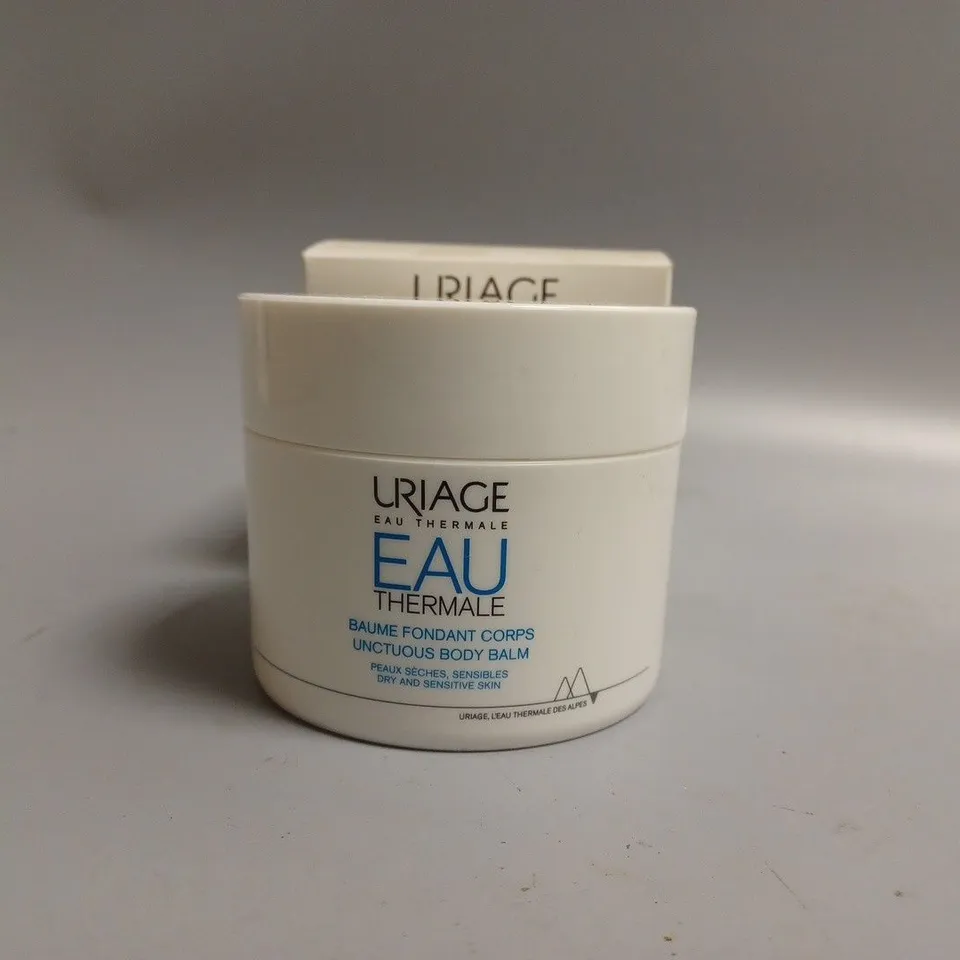 URIAGE
URIAGE
EAU THERMALE
EAU
THERMALE
BAUME FONDANT CORPS
UNCTUOUS BODY BALM
PEAUX SÈCHES, SENSIBLES
DRY AND SENSITIVE SKIN
URIAGE, L'EAU THERMALE DES ALPES